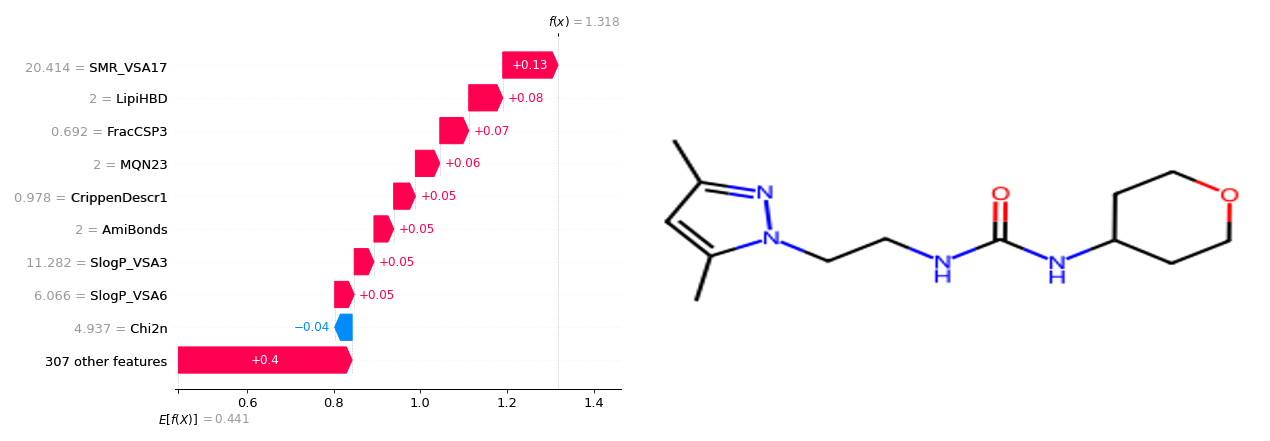 f(x) = 1.318
20.414 = SMR_VSA17
+0.13
2 = LipiHBD
+0.08
0.692 = FracCSP3
+0.07
2 = MQN23
+0.06
0.978 = CrippenDescr1
+0.05
2 = AmiBonds
+0.05
11.282 = SlogP_VSA3
+0.05
6.066 = SlogP_VSA6
+0.05
4.937 = Chi2n
−0.04
307 other features
+0.4
0.6 0.8 1.0 1.2 1.4
E[f(X)] = 0.441
N
N
N
H
O
N
H
O